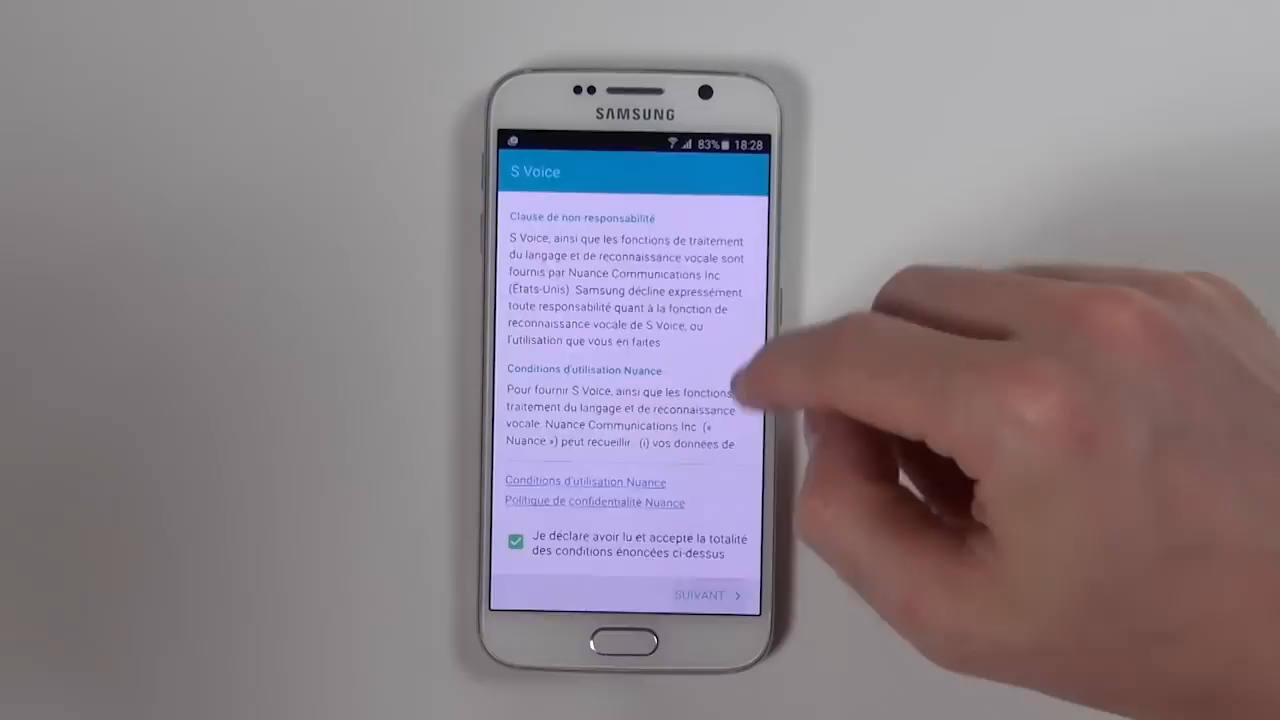 SAMSUNG
83% 18:28
S Voice
Clause de non-responsabilité
S Voice, ainsi que les fonctions de traitement
du langage et de reconnaissance vocale sont
fournis par Nuance Communications Inc
(États-Unis) Samsung décline expressément
toute responsabilité quant à la fonction de
reconnaissance vocale de S Voice, ou
l'utilisation que vous en faites
Conditions d'utilisation Nuance
Pour fournir S Voice, ainsi que les fonctions
traitement du langage et de reconnaissance
vocale, Nuance Communications Inc («
Nuance ») peut recueillir (i) vos données de
Conditions d'utilisation Nuance
Politique de confidentialité Nuance
Je déclare avoir lu et accepte la totalité
des conditions énoncées ci-dessus
SUIVANT >